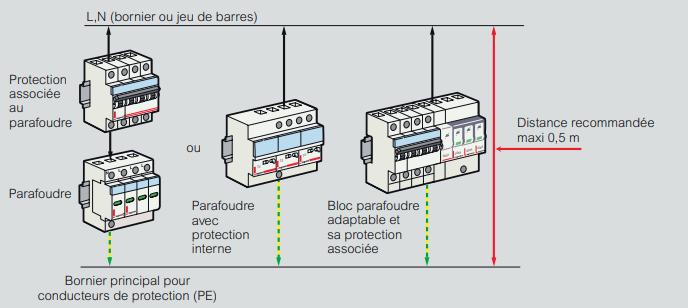 L,N (bornier ou jeu de barres)
Protection
associée
au
parafoudre
Parafoudre
ou
Parafoudre
avec
protection
interne
Bloc parafoudre
adaptable et
sa protection
associée
Distance recommandée
maxi 0,5 m
Bornier principal pour
conducteurs de protection (PE)